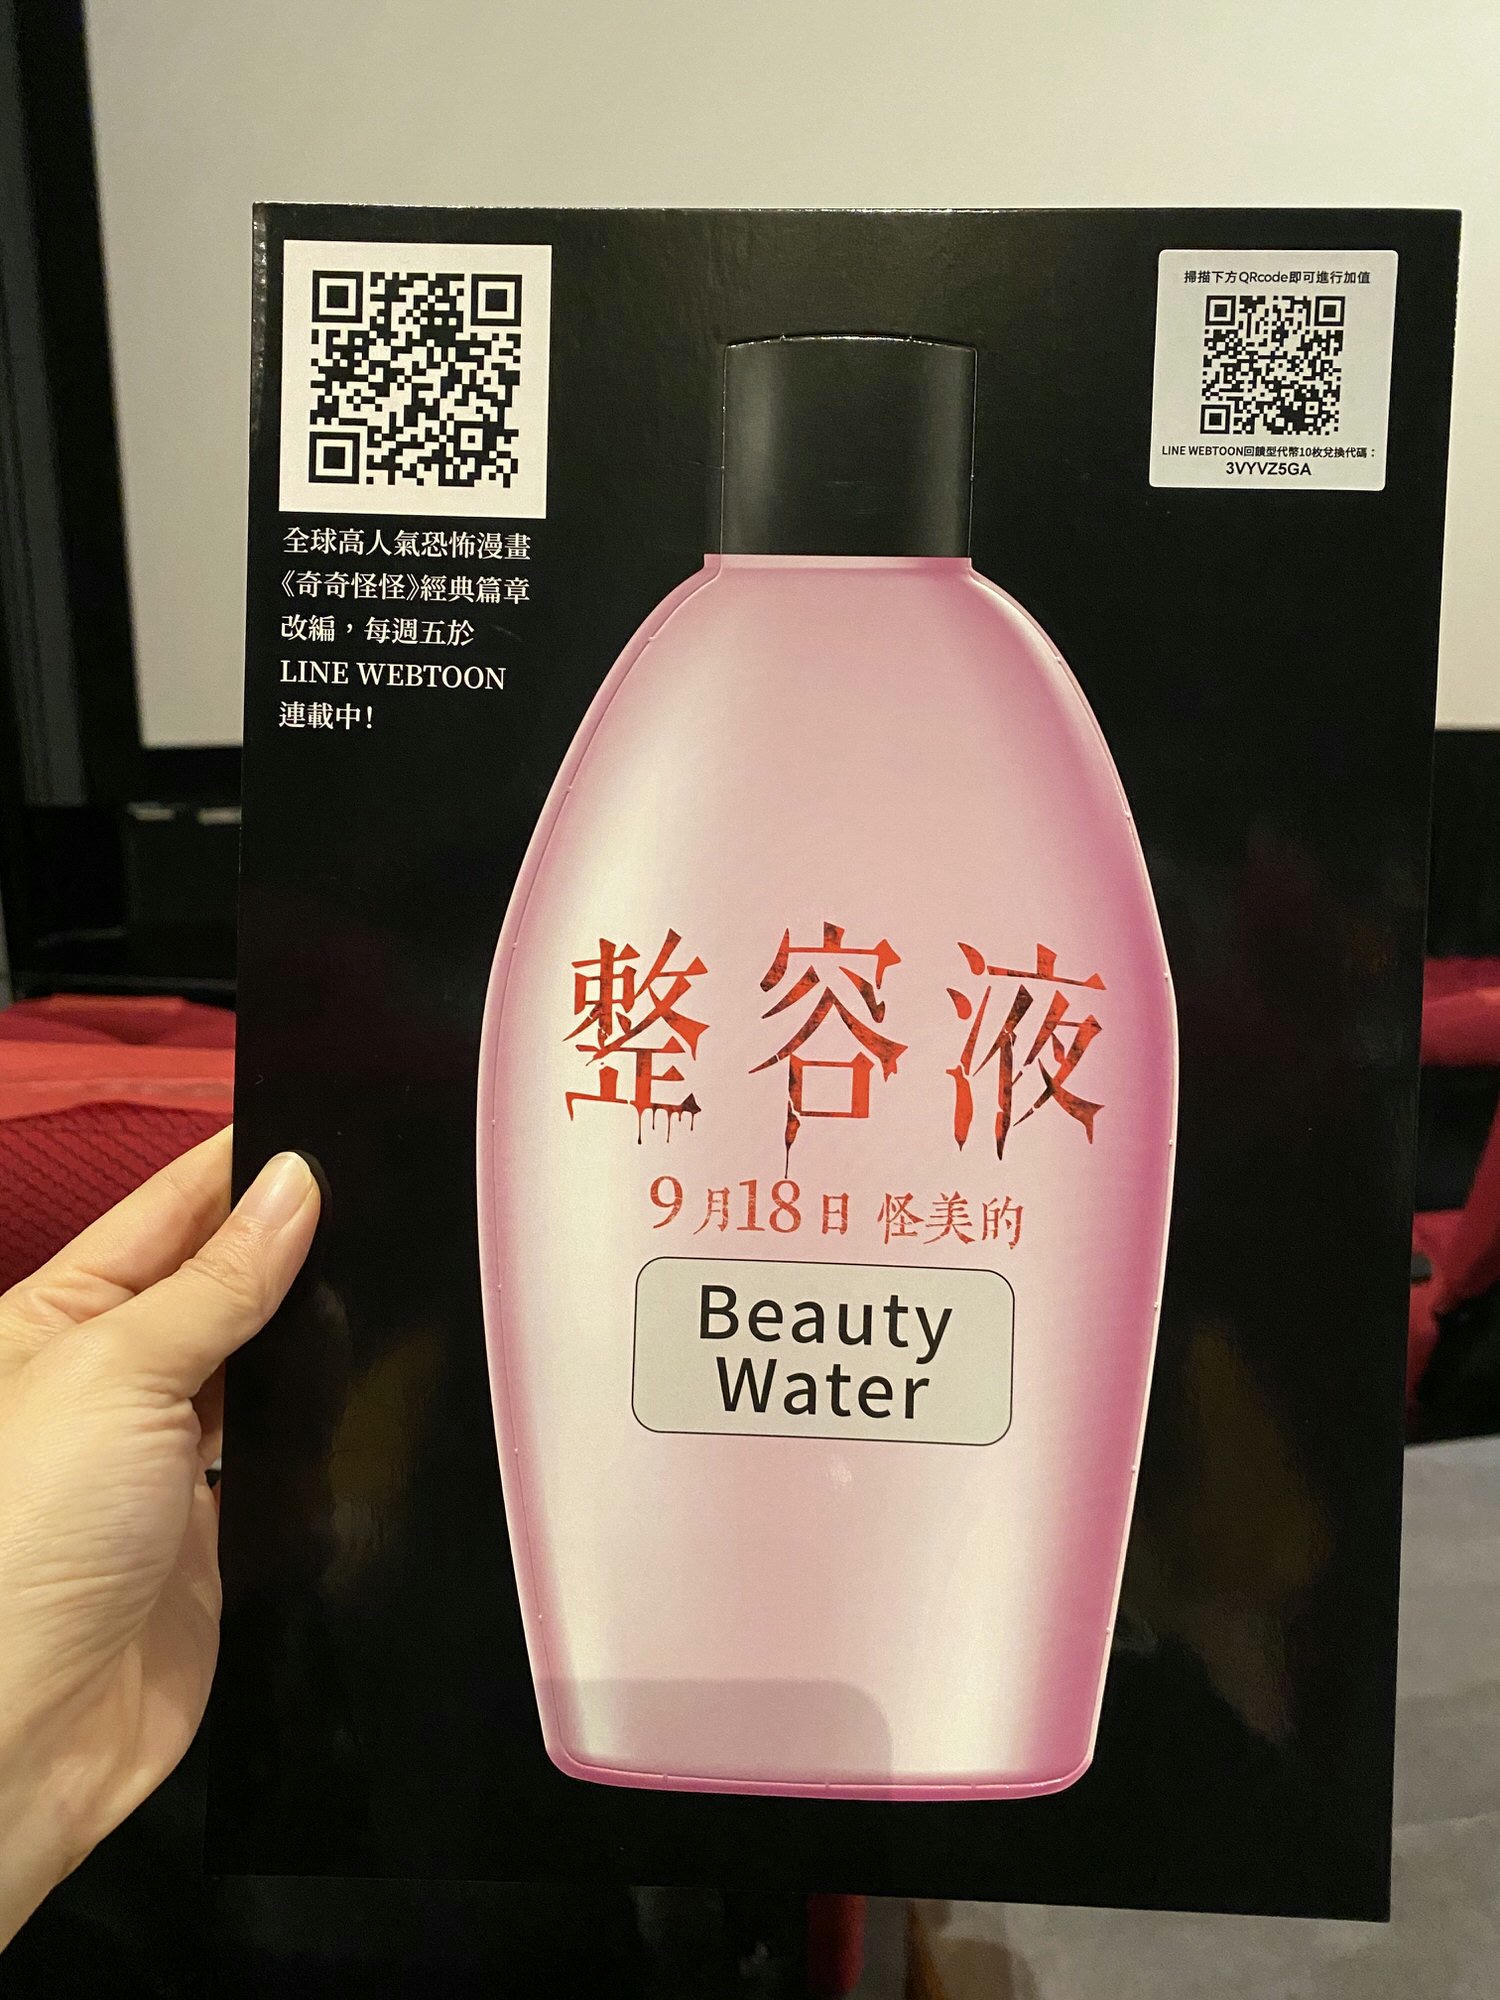 全球高人氣恐怖漫畫
《奇奇怪怪》經典篇章
改編，每週五於
LINE WEBTOON
連載中！
掃描下方QRcode即可進行加值
LINE WEBTOON回饋型代幣10枚兌換代碼：
3VYVZ5GA
整容液
9月18日 怪美的
Beauty
Water